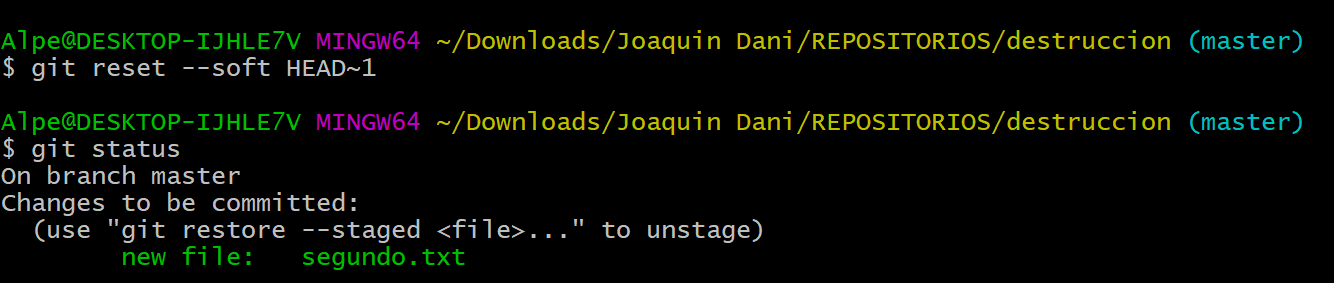 Alpe@DESKTOP-IJHLE7V MINGW64 ~/Downloads/Joaquin Dani/REPOSITORIOS/destruccion (master)
$ git reset --soft HEAD~1
Alpe@DESKTOP-IJHLE7V MINGW64 ~/Downloads/Joaquin Dani/REPOSITORIOS/destruccion (master)
$ git status
On branch master
Changes to be committed:
  (use "git restore --staged <file>..." to unstage)
        new file:   segundo.txt